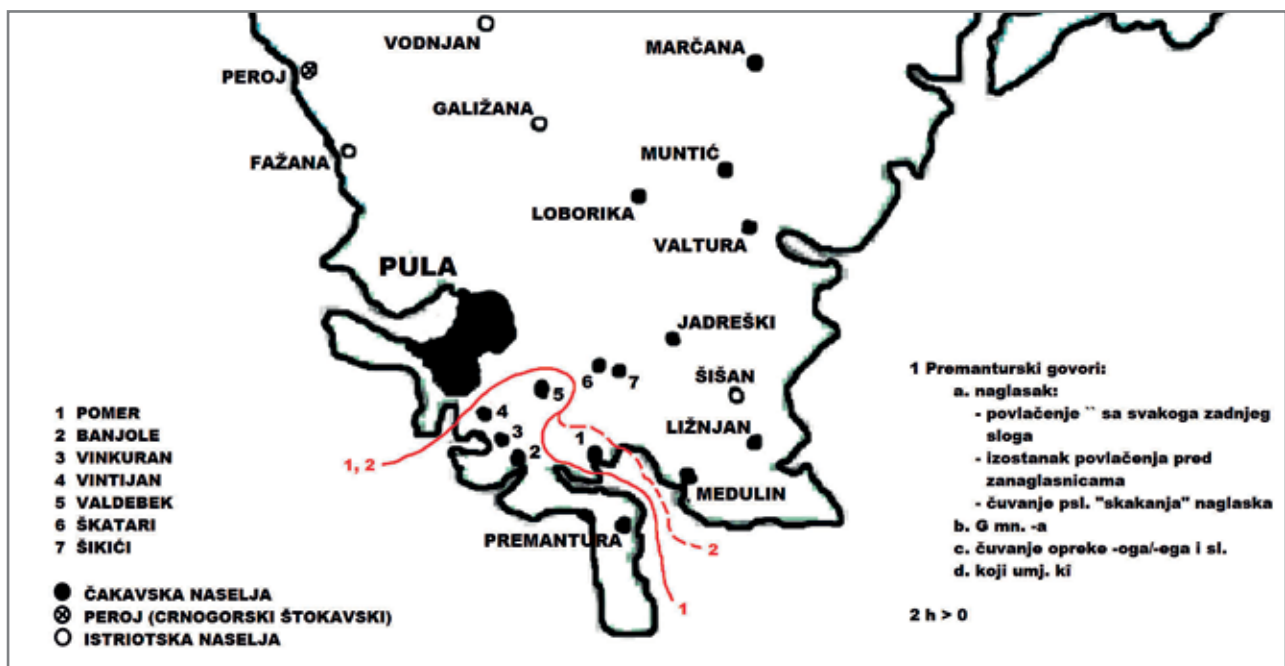 VODNJAN
MARČANA
PEROJ
GALIŽANA
FAŽANA
MUNTIĆ
LOBORIKA
VALTURA
PULA
JADREŠKI
6
7
ŠIŠAN
5
4
LIŽNJAN
3
1
2
1, 2
MEDULIN
PREMANTURA
2
1
1 POMER
2 BANJOLE
3 VINKURAN
4 VINTIJAN
5 VALDEBEK
6 ŠKATARI
7 ŠIKIĆI
ČAKAVSKA NASELJA
PEROJ (CRNOGORSKI ŠTOKAVSKI)
ISTRIOTSKA NASELJA
1 Premanturski govori:
a. naglasak:
- povlačenje `` sa svakoga zadnjeg
sloga
- izostanak povlačenja pred
zanaglasnicama
- čuvanje psl. "skakanja" naglaska
b. G mn. -a
c. čuvanje opreke -oga/-ega i sl.
d. koji umj. kî
2 h > 0